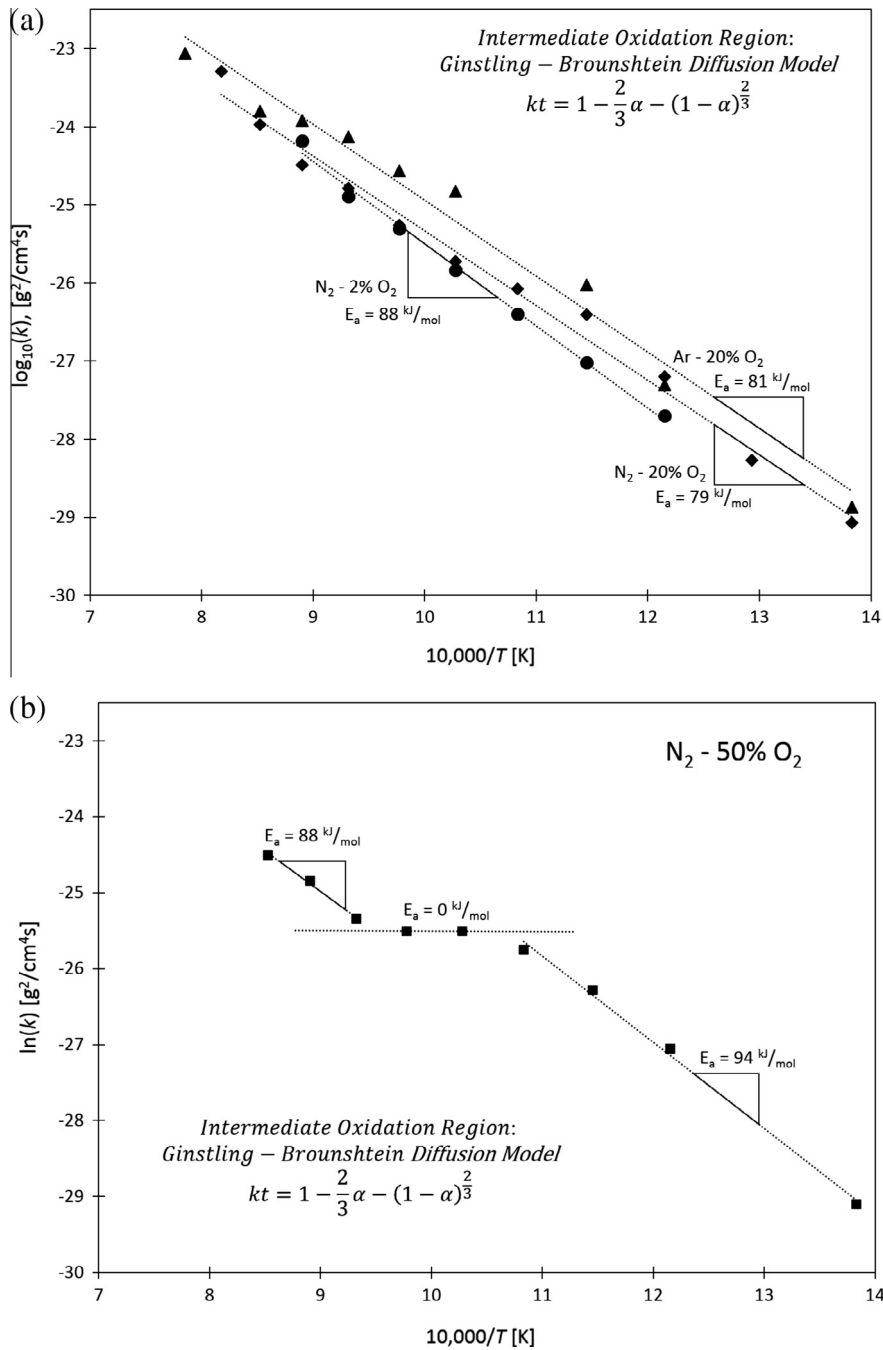 (a)
Intermediate Oxidation Region:
Ginstling − Brounshtein Diffusion Model
kt = 1 − 2/3 α − (1 − α)^(2/3)
-23
-24
-25
-26
-27
-28
-29
-30
log₁₀(k), [g²/cm⁴s]
N₂ - 2% O₂
Eₐ = 88 kJ/mol
Ar - 20% O₂
Eₐ = 81 kJ/mol
N₂ - 20% O₂
Eₐ = 79 kJ/mol
7 8 9 10 11 12 13 14
10,000/T [K]
(b)
N₂ - 50% O₂
-23
-24
-25
-26
-27
-28
-29
-30
ln(k) [g²/cm⁴s]
Eₐ = 88 kJ/mol
Eₐ = 0 kJ/mol
Eₐ = 94 kJ/mol
Intermediate Oxidation Region:
Ginstling − Brounshtein Diffusion Model
kt = 1 − 2/3 α − (1 − α)^(2/3)
7 8 9 10 11 12 13 14
10,000/T [K]